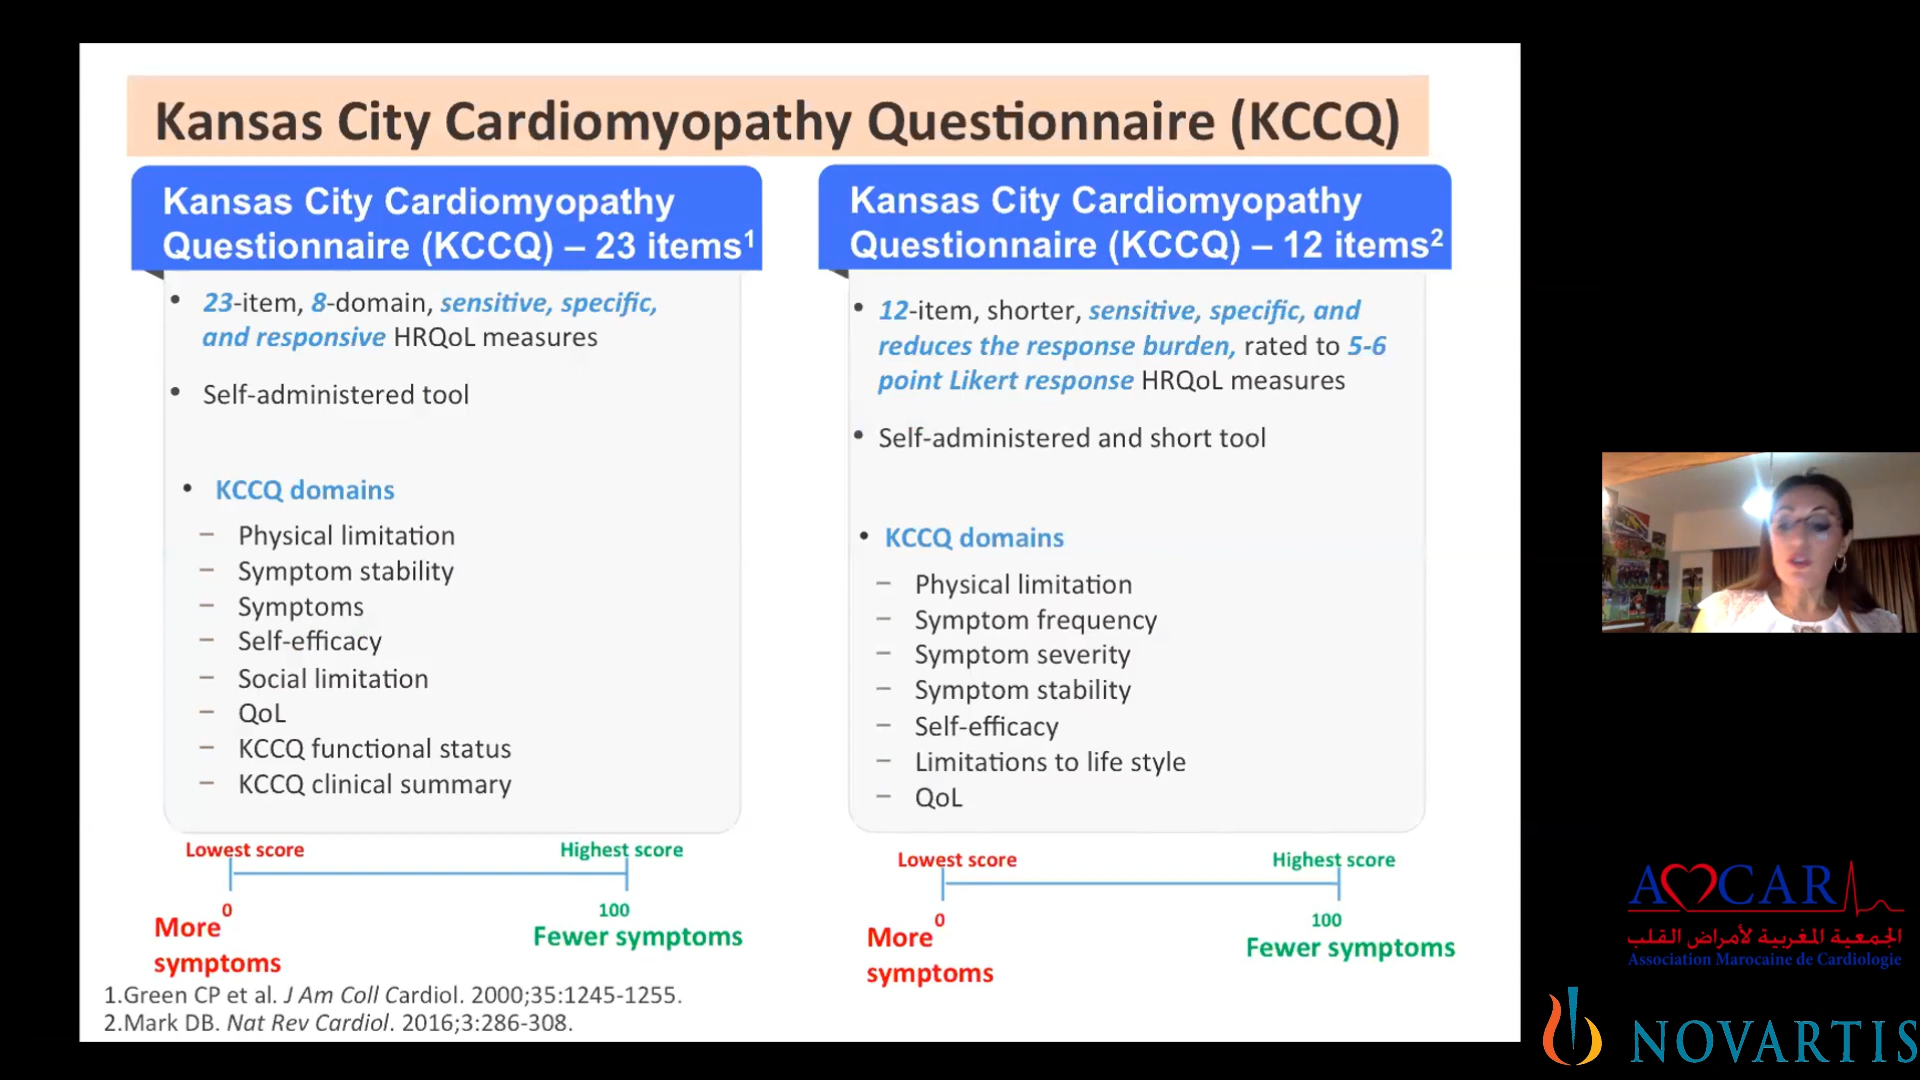 Kansas City Cardiomyopathy Questionnaire (KCCQ)
Kansas City Cardiomyopathy
Questionnaire (KCCQ) – 23 items¹
• 23-item, 8-domain, sensitive, specific,
and responsive HRQoL measures
• Self-administered tool
• KCCQ domains
– Physical limitation
– Symptom stability
– Symptoms
– Self-efficacy
– Social limitation
– QoL
– KCCQ functional status
– KCCQ clinical summary
Lowest score
Highest score
0
100
More
symptoms
Fewer symptoms
Kansas City Cardiomyopathy
Questionnaire (KCCQ) – 12 items²
• 12-item, shorter, sensitive, specific, and
reduces the response burden, rated to 5-6
point Likert response HRQoL measures
• Self-administered and short tool
• KCCQ domains
– Physical limitation
– Symptom frequency
– Symptom severity
– Symptom stability
– Self-efficacy
– Limitations to life style
– QoL
Lowest score
Highest score
0
100
More
symptoms
Fewer symptoms
1.Green CP et al. J Am Coll Cardiol. 2000;35:1245-1255.
2.Mark DB. Nat Rev Cardiol. 2016;3:286-308.
AMCAR
الجمعية المغربية لأمراض القلب
Association Marocaine de Cardiologie
NOVARTIS